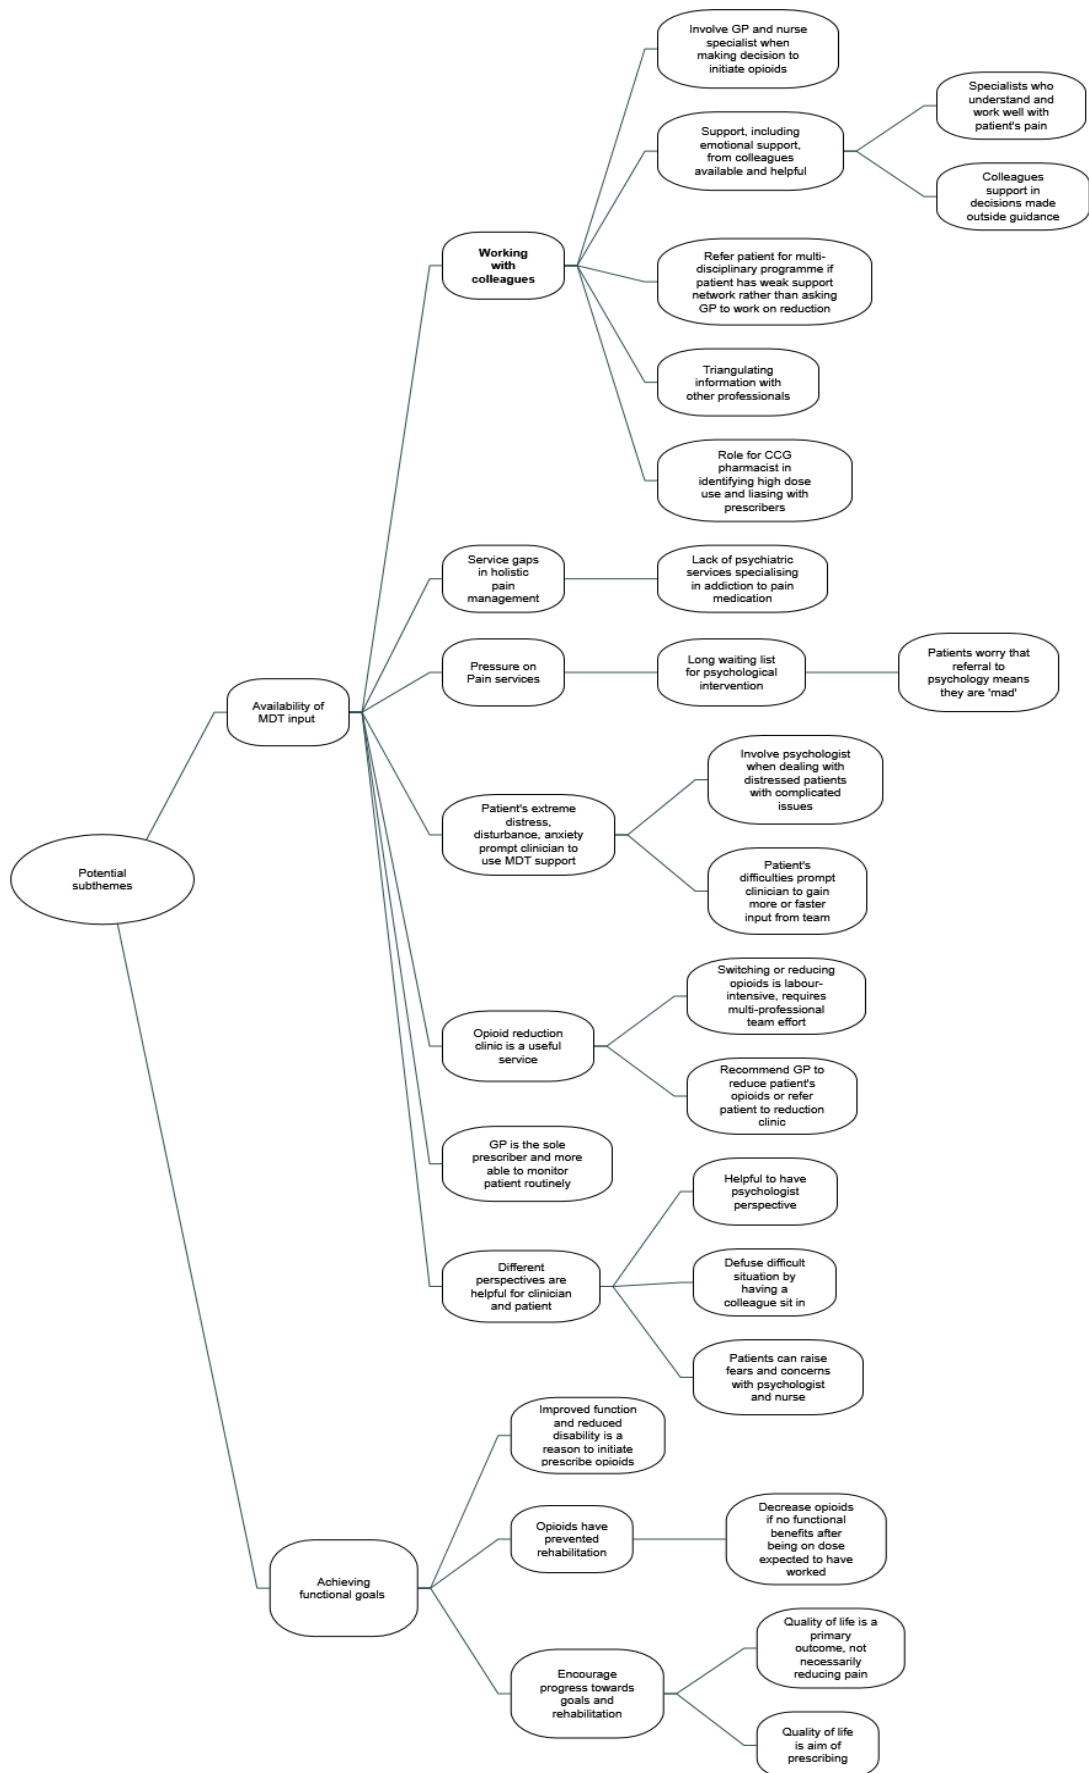 Involve GP and nurse
specialist when
making decision to
initiate opioids
Specialists who
understand and
work well with
patient's pain
Support, including
emotional support,
from colleagues
available and helpful
Colleagues
support in
decisions made
outside guidance
Working
with
colleagues
Refer patient for multi-
disciplinary programme if
patient has weak support
network rather than asking
GP to work on reduction
Triangulating
information with
other professionals
Role for CCG
pharmacist in
identifying high dose
use and liasing with
prescribers
Service gaps
in holistic
pain
management
Lack of psychiatric
services specialising
in addiction to pain
medication
Pressure on
Pain services
Long waiting list
for psychological
intervention
Patients worry that
referral to
psychology means
they are 'mad'
Availability of
MDT input
Involve psychologist
when dealing with
distressed patients
with complicated
issues
Patient's extreme
distress,
disturbance, anxiety
prompt clinician to
use MDT support
Patient's
difficulties prompt
clinician to gain
more or faster
input from team
Potential
subthemes
Switching or reducing
opioids is labour-
intensive, requires
multi-professional
team effort
Opioid reduction
clinic is a useful
service
Recommend GP to
reduce patient's
opioids or refer
patient to reduction
clinic
GP is the sole
prescriber and more
able to monitor
patient routinely
Helpful to have
psychologist
perspective
Different
perspectives are
helpful for clinician
and patient
Defuse difficult
situation by
having a
colleague sit in
Patients can raise
fears and concerns
with psychologist
and nurse
Improved function
and reduced
disability is a
reason to initiate
prescribe opioids
Opioids have
prevented
rehabilitation
Decrease opioids
if no functional
benefits after
being on dose
expected to have
worked
Achieving
functional goals
Quality of life is a
primary
outcome, not
necessarily
reducing pain
Encourage
progress towards
goals and
rehabilitation
Quality of life
is aim of
prescribing